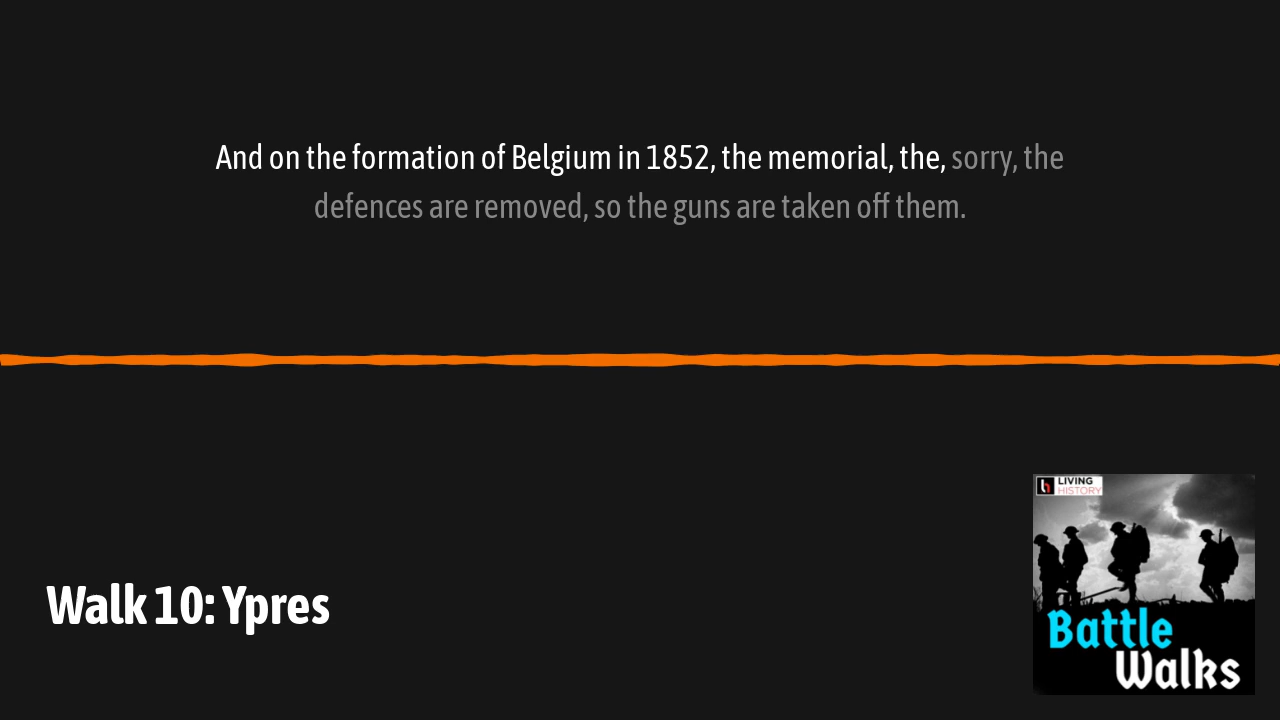 And on the formation of Belgium in 1852, the memorial, the, sorry, the
defences are removed, so the guns are taken off them.
Walk 10: Ypres
LIVING
HISTORY
Battle
Walks